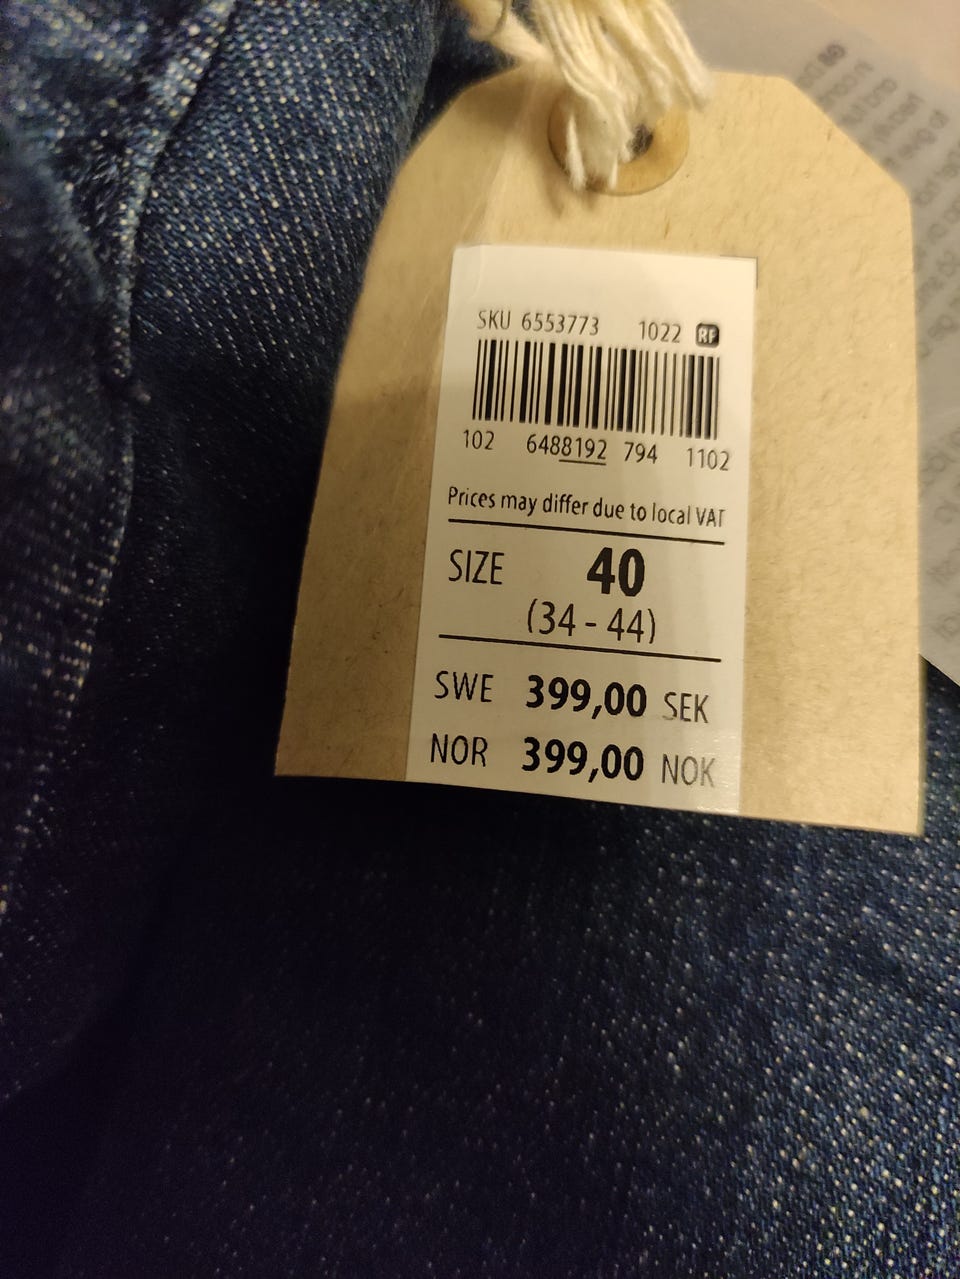 SKU 6553773 1022 RF
102 6488192 794 1102
Prices may differ due to local VAT
SIZE 40
(34 - 44)
SWE 399,00 SEK
NOR 399,00 NOK